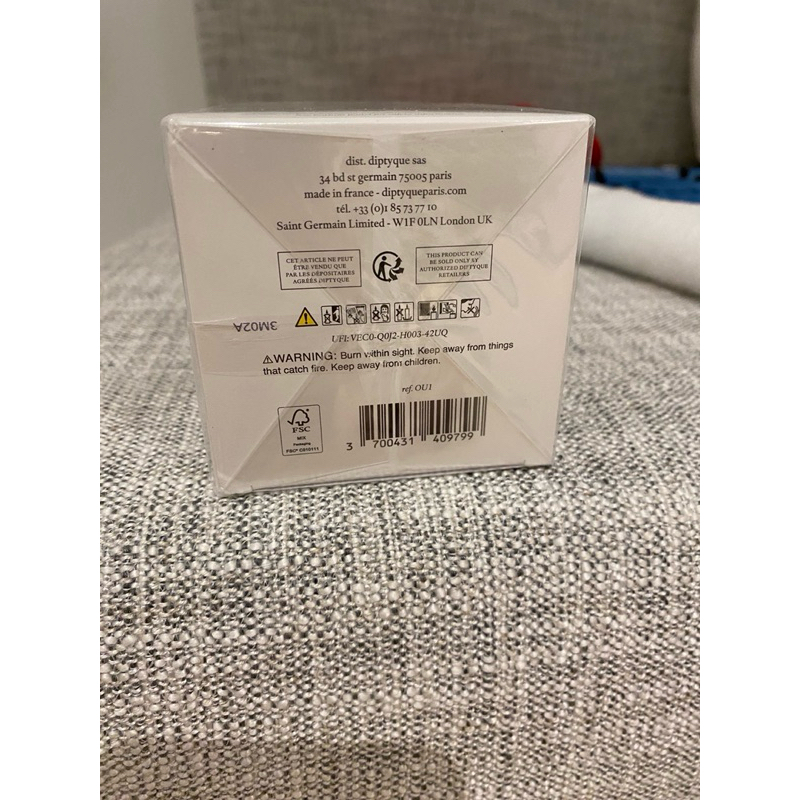 dist. diptyque sas
34 bd st germain 75005 paris
made in france - diptyqueparis.com
tél. +33 (0)1 85 73 77 10
Saint Germain Limited - W1F 0LN London UK
CET ARTICLE NE PEUT
ÊTRE VENDU QUE
PAR LES DÉPOSITAIRES
AGRÉÉS DIPTYQUE
THIS PRODUCT CAN
BE SOLD ONLY AT
AUTHORIZED DIPTYQUE
RETAILERS
3M02A
UFI: VEC0-Q0J2-H003-42UQ
⚠WARNING: Burn within sight. Keep away from things
that catch fire. Keep away from children.
ref. OU1
FSC
MIX
Packaging
FSC® C010111
3 700431 409799